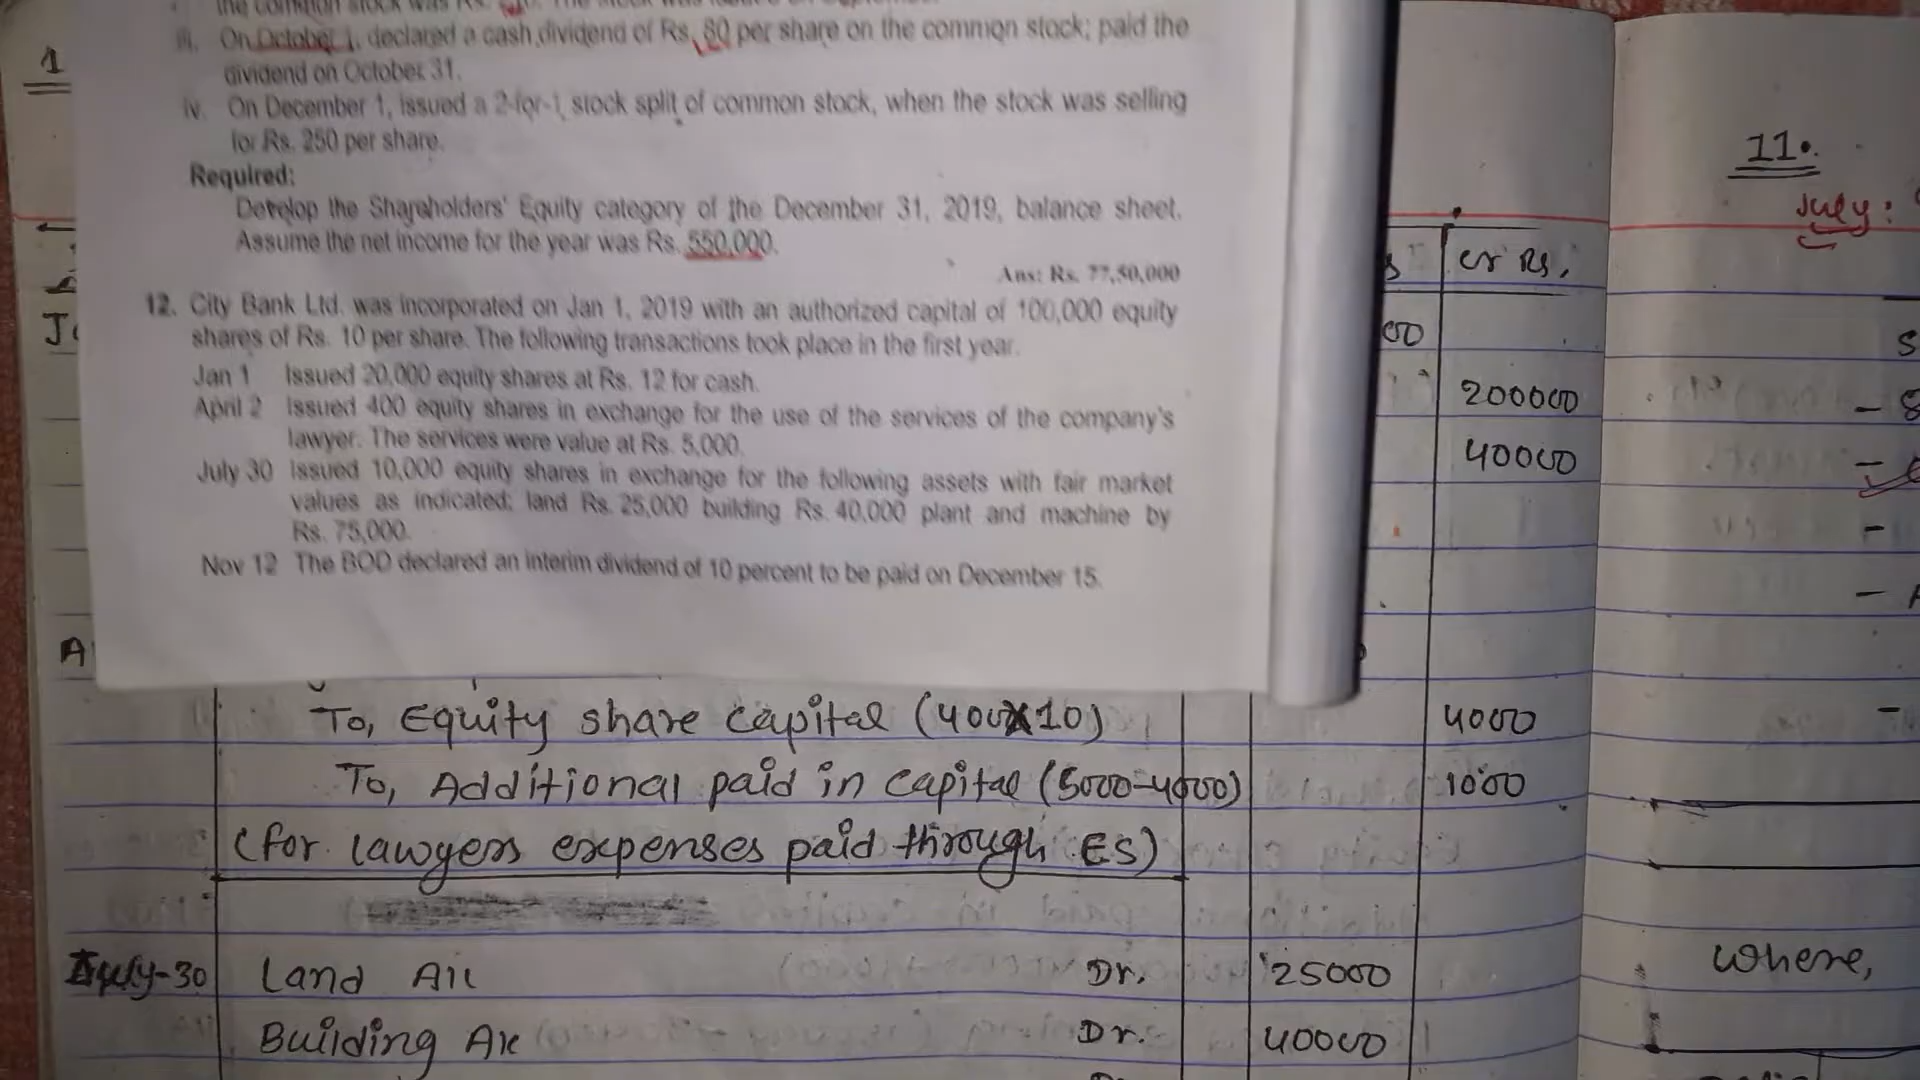 the common stock was Rs.
iii. On October 1, declared a cash dividend of Rs. 80 per share on the common stock; paid the
dividend on October 31.
iv. On December 1, issued a 2-for-1, stock split of common stock, when the stock was selling
for Rs. 250 per share.
Required:
Develop the Shareholders' Equity category of the December 31, 2019, balance sheet.
Assume the net income for the year was Rs. 550,000.
Ans: Rs. 77,50,000
12. City Bank Ltd. was incorporated on Jan 1, 2019 with an authorized capital of 100,000 equity
shares of Rs. 10 per share. The following transactions took place in the first year.
Jan 1 Issued 20,000 equity shares at Rs. 12 for cash.
April 2 Issued 400 equity shares in exchange for the use of the services of the company's
lawyer. The services were value at Rs. 5,000.
July 30 Issued 10,000 equity shares in exchange for the following assets with fair market
values as indicated; land Rs. 25,000 building Rs. 40,000 plant and machine by
Rs. 75,000.
Nov 12 The BOD declared an interim dividend of 10 percent to be paid on December 15.
1
cr Rs.
200000
40000
A
To, Equity share capital (400x10) 4000
To, Additional paid in capital (5000-4000) 1000
(for lawyers expenses paid through ES)
July-30 Land A/c Dr. 25000
Building A/c Dr. 40000
11.
July:
where,